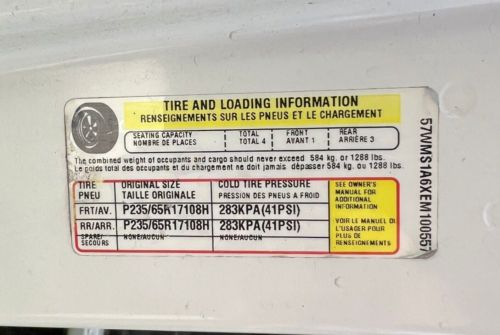 TIRE AND LOADING INFORMATION
RENSEIGNEMENTS SUR LES PNEUS ET LE CHARGEMENT
SEATING CAPACITY TOTAL FRONT REAR
NOMBRE DE PLACES TOTAL 4 AVANT 1 ARRIÈRE 3
The combined weight of occupants and cargo should never exceed 584 kg. or 1288 lbs.
Le poids total des occupants et du chargement ne doit jamais dépasser 584 kg. or 1288 lbs.
TIRE ORIGINAL SIZE COLD TIRE PRESSURE
PNEU TAILLE ORIGINALE PRESSION DES PNEUS A FROID
FRT/AV. P235/65R17108H 283KPA(41PSI)
RR/ARR. P235/65R17108H 283KPA(41PSI)
SPARE/ NONE/AUCUN NONE/AUCUN
SECOURS
SEE OWNER'S
MANUAL FOR
ADDITIONAL
INFORMATION
VOIR LE MANUEL DE
L'USAGER POUR
PLUS DE
RENSEIGNEMENTS
57WMS1A6XEM100557